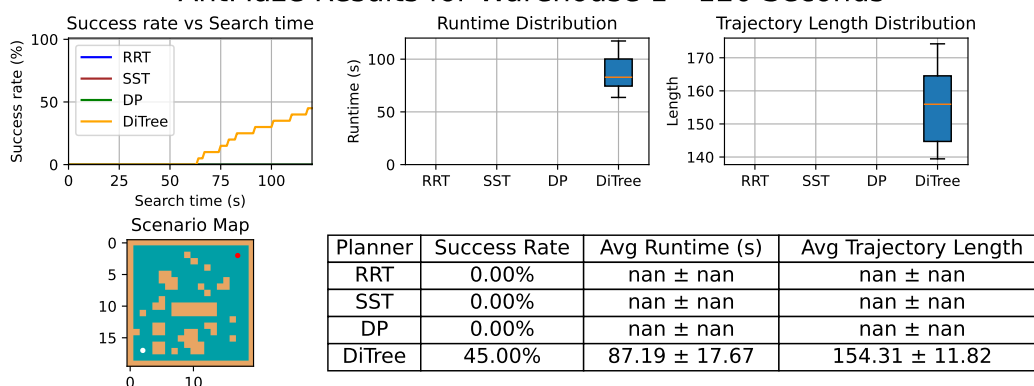 Success rate vs Search time
Success rate (%)
100
50
0
RRT
SST
DP
DiTree
0 25 50 75 100
Search time (s)
Runtime Distribution
Runtime (s)
100
50
0
RRT SST DP DiTree
Trajectory Length Distribution
Length
170
160
150
140
RRT SST DP DiTree
Scenario Map
0
5
10
15
0 10
Planner Success Rate Avg Runtime (s) Avg Trajectory Length
RRT 0.00% nan ± nan nan ± nan
SST 0.00% nan ± nan nan ± nan
DP 0.00% nan ± nan nan ± nan
DiTree 45.00% 87.19 ± 17.67 154.31 ± 11.82